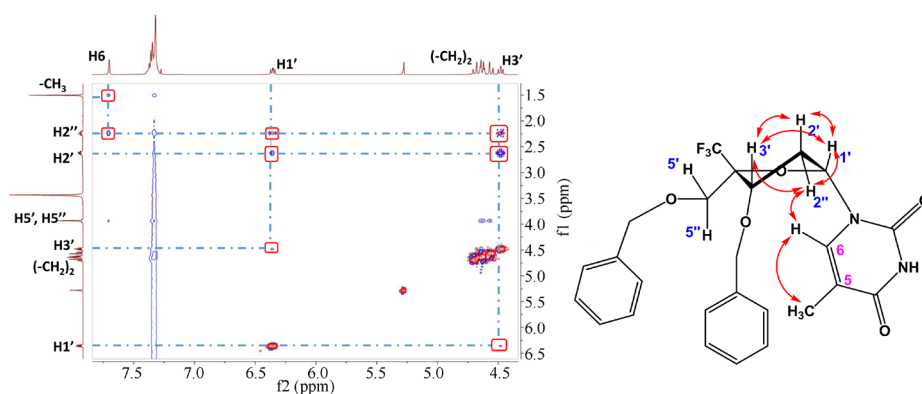 H6
H1’
(-CH₂)₂
H3’
-CH₃
H2’’
H2’
H5’, H5’’
H3’
(-CH₂)₂
H1’
1.5
2.0
2.5
3.0
3.5
4.0
4.5
5.0
5.5
6.0
6.5
f1 (ppm)
7.5
7.0
6.5
6.0
5.5
5.0
4.5
f2 (ppm)
H
H 2'
H
F₃C
3'
O
1'
5'
H
H
2"
O
H
5"
O
H
N
O
6
5
NH
H₃C
O